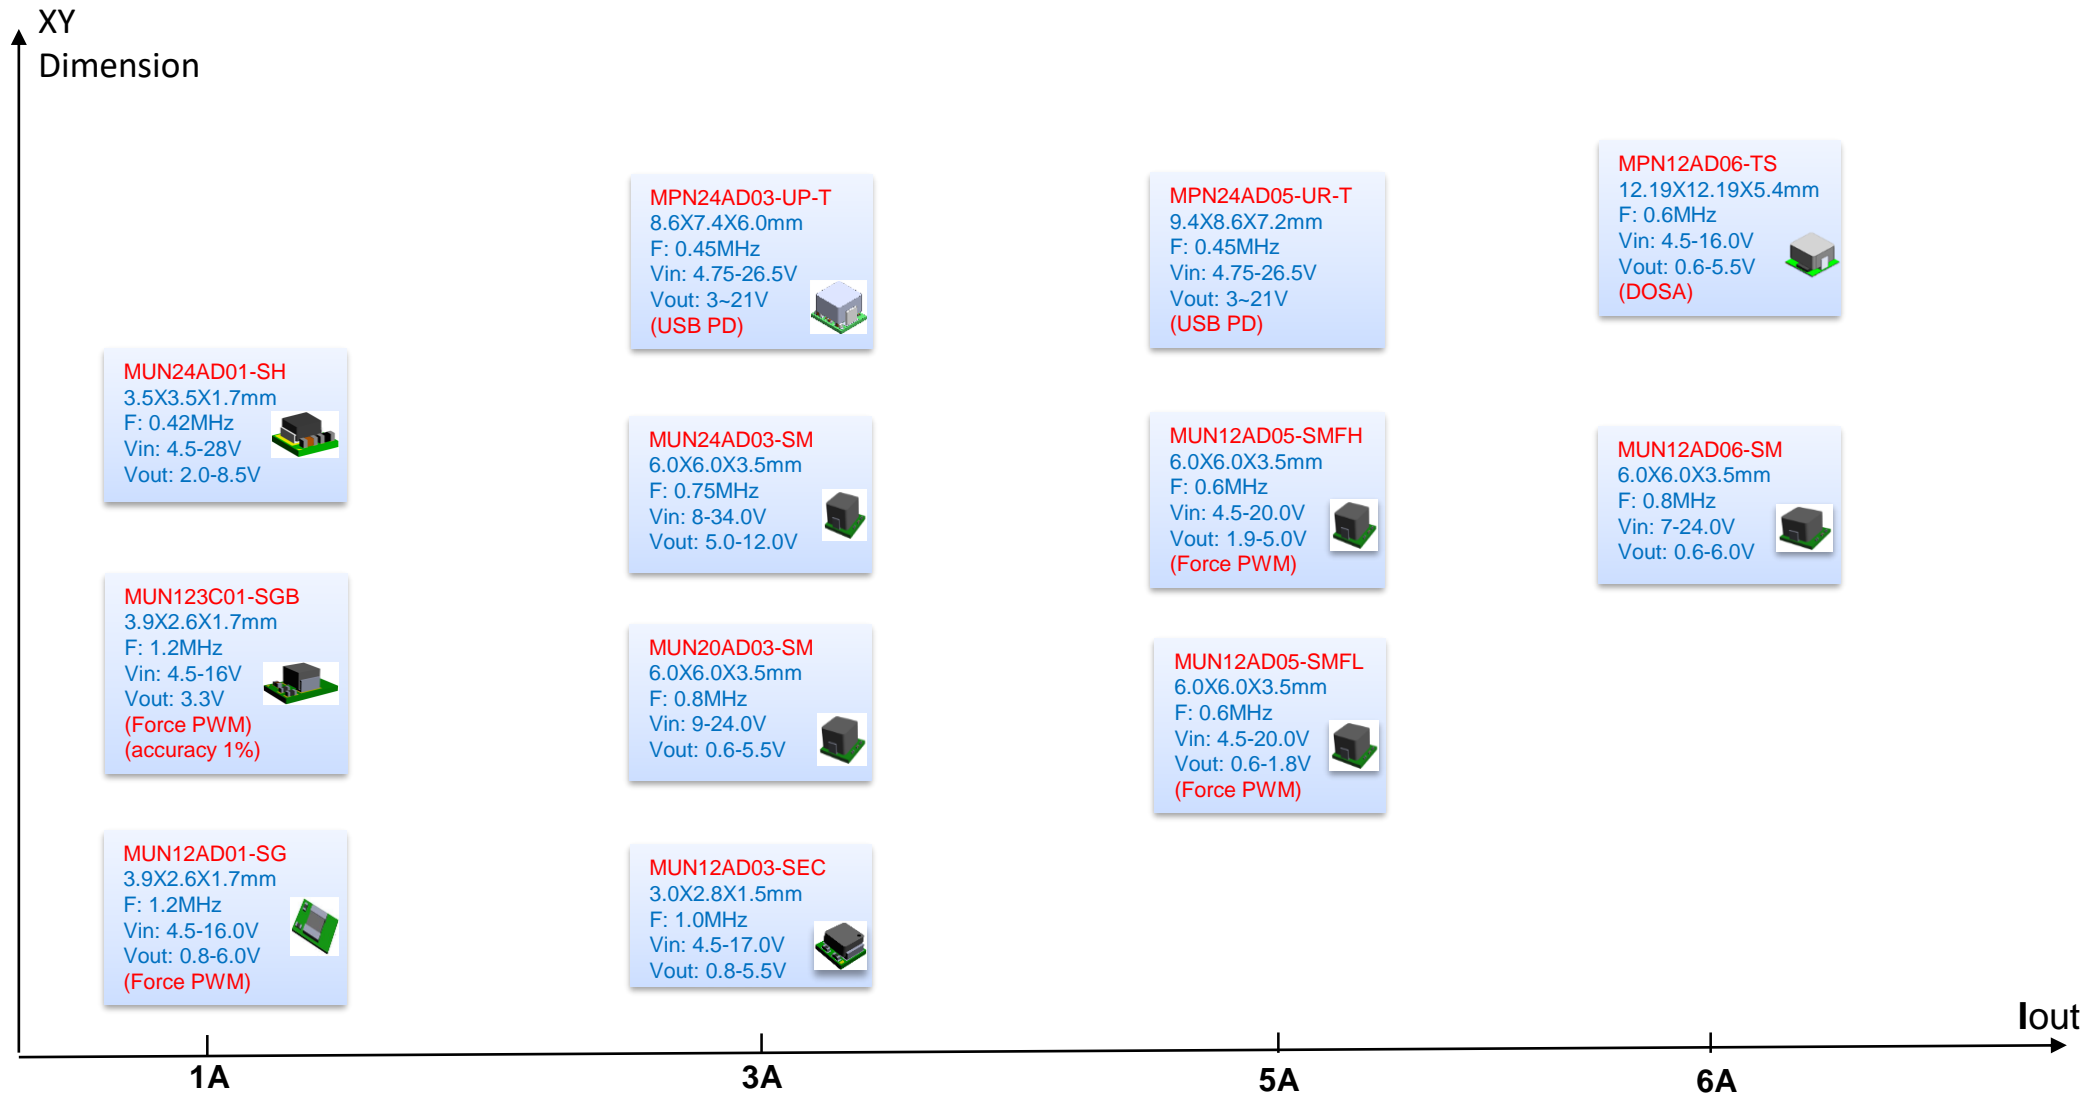 XY
Dimension
MUN24AD01-SH
3.5X3.5X1.7mm
F: 0.42MHz
Vin: 4.5-28V
Vout: 2.0-8.5V
MUN123C01-SGB
3.9X2.6X1.7mm
F: 1.2MHz
Vin: 4.5-16V
Vout: 3.3V
(Force PWM)
(accuracy 1%)
MUN12AD01-SG
3.9X2.6X1.7mm
F: 1.2MHz
Vin: 4.5-16.0V
Vout: 0.8-6.0V
(Force PWM)
MPN24AD03-UP-T
8.6X7.4X6.0mm
F: 0.45MHz
Vin: 4.75-26.5V
Vout: 3~21V
(USB PD)
MUN24AD03-SM
6.0X6.0X3.5mm
F: 0.75MHz
Vin: 8-34.0V
Vout: 5.0-12.0V
MUN20AD03-SM
6.0X6.0X3.5mm
F: 0.8MHz
Vin: 9-24.0V
Vout: 0.6-5.5V
MUN12AD03-SEC
3.0X2.8X1.5mm
F: 1.0MHz
Vin: 4.5-17.0V
Vout: 0.8-5.5V
MPN24AD05-UR-T
9.4X8.6X7.2mm
F: 0.45MHz
Vin: 4.75-26.5V
Vout: 3~21V
(USB PD)
MUN12AD05-SMFH
6.0X6.0X3.5mm
F: 0.6MHz
Vin: 4.5-20.0V
Vout: 1.9-5.0V
(Force PWM)
MUN12AD05-SMFL
6.0X6.0X3.5mm
F: 0.6MHz
Vin: 4.5-20.0V
Vout: 0.6-1.8V
(Force PWM)
MPN12AD06-TS
12.19X12.19X5.4mm
F: 0.6MHz
Vin: 4.5-16.0V
Vout: 0.6-5.5V
(DOSA)
MUN12AD06-SM
6.0X6.0X3.5mm
F: 0.8MHz
Vin: 7-24.0V
Vout: 0.6-6.0V
Iout
1A
3A
5A
6A